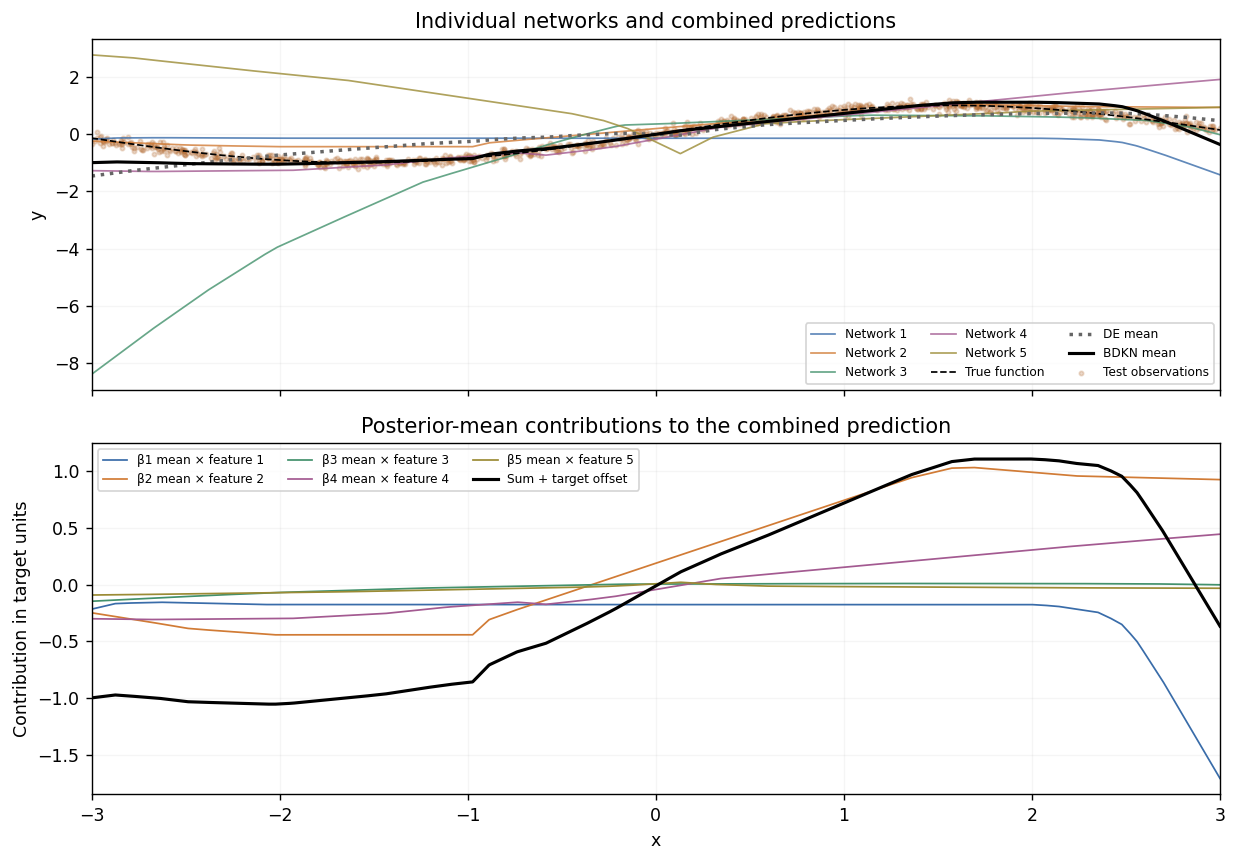 Individual networks and combined predictions
2
0
−2
−4
−6
−8
y
Network 1
Network 2
Network 3
Network 4
Network 5
True function
DE mean
BDKN mean
Test observations
Posterior-mean contributions to the combined prediction
1.0
0.5
0.0
−0.5
−1.0
−1.5
Contribution in target units
β1 mean × feature 1
β2 mean × feature 2
β3 mean × feature 3
β4 mean × feature 4
β5 mean × feature 5
Sum + target offset
−3
−2
−1
0
1
2
3
x